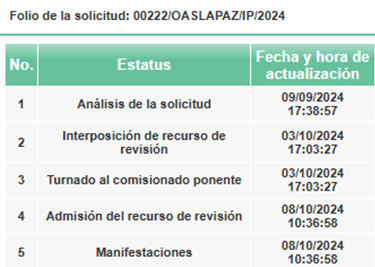 Folio de la solicitud: 00222/OASLAPAZ/IP/2024
No. Estatus Fecha y hora de
actualización
1 Análisis de la solicitud 09/09/2024
17:38:57
2 Interposición de recurso de
revisión 03/10/2024
17:03:27
3 Turnado al comisionado ponente 03/10/2024
17:03:27
4 Admisión del recurso de revisión 08/10/2024
10:36:58
5 Manifestaciones 08/10/2024
10:36:58